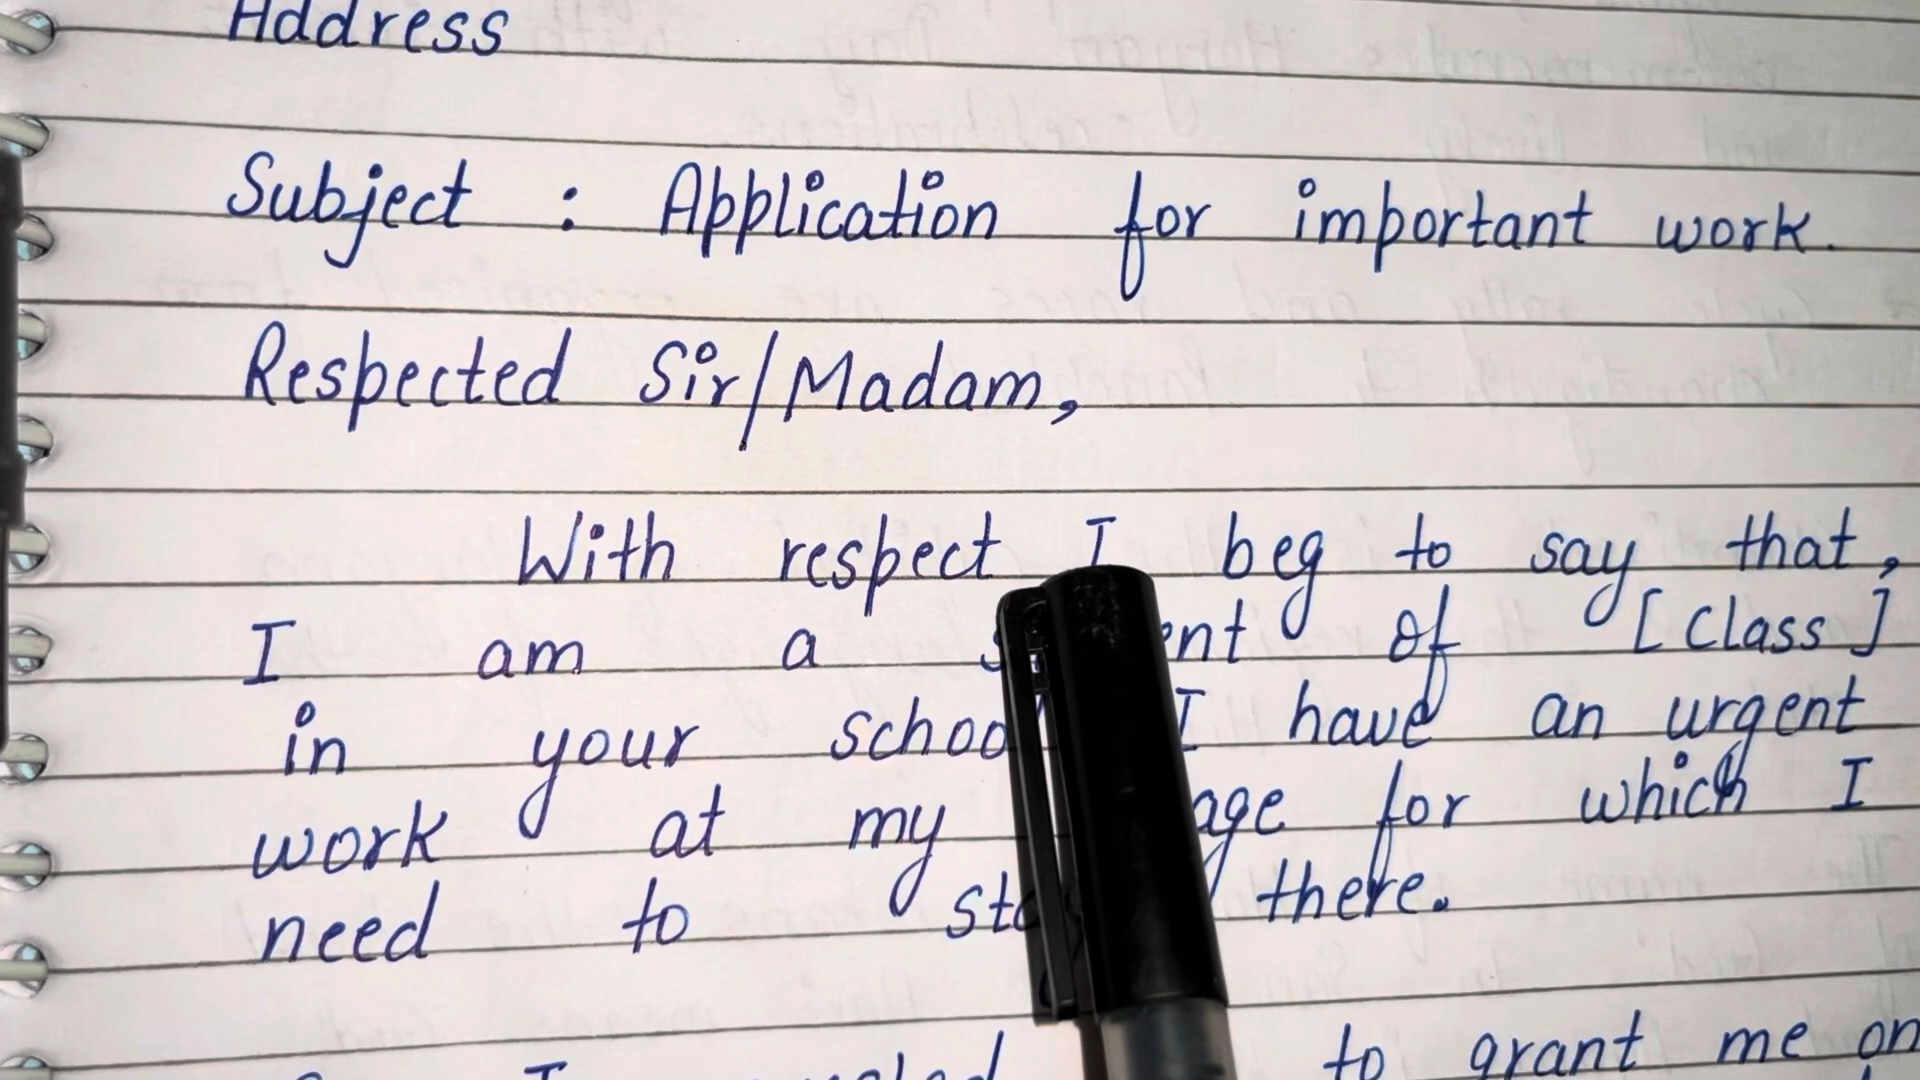 Address
Subject : Application for important work.
Respected Sir/Madam,
With respect I beg to say that,
I am a of [Class]
in your I have an urgent
work at my for which I
need to there.
I to grant me on